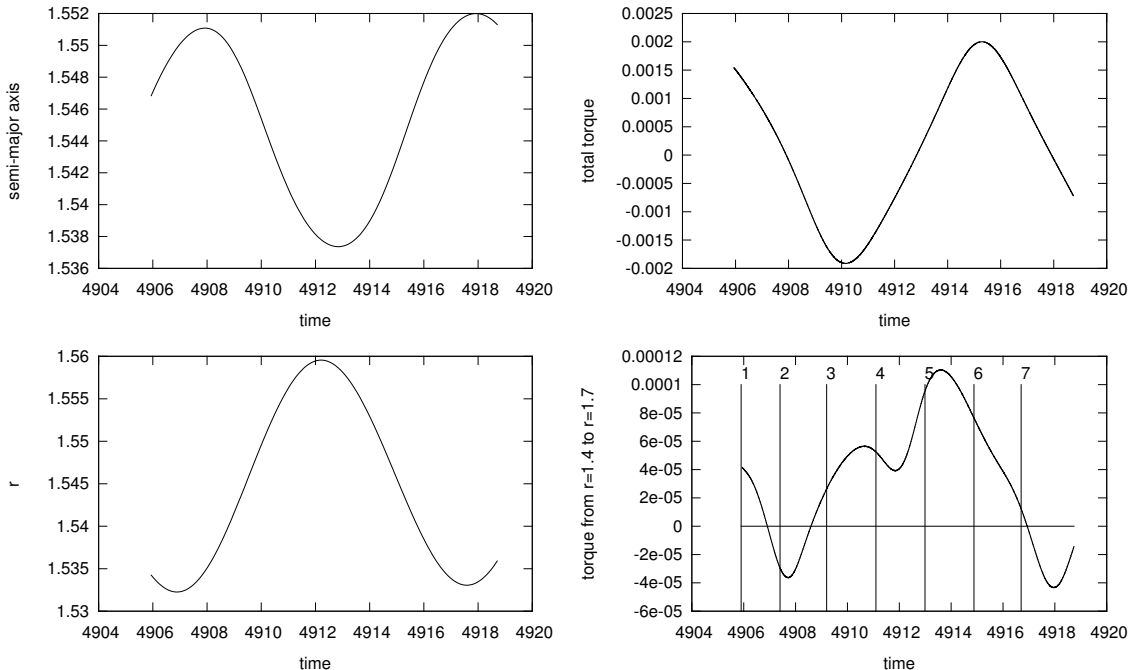 1.552
1.55
1.548
1.546
1.544
1.542
1.54
1.538
1.536
semi-major axis
4904 4906 4908 4910 4912 4914 4916 4918 4920
time
0.0025
0.002
0.0015
0.001
0.0005
0
-0.0005
-0.001
-0.0015
-0.002
total torque
4904 4906 4908 4910 4912 4914 4916 4918 4920
time
1.56
1.555
1.55
1.545
1.54
1.535
1.53
r
4904 4906 4908 4910 4912 4914 4916 4918 4920
time
0.00012
0.0001
8e-05
6e-05
4e-05
2e-05
0
-2e-05
-4e-05
-6e-05
torque from r=1.4 to r=1.7
1 2 3 4 5 6 7
4904 4906 4908 4910 4912 4914 4916 4918 4920
time